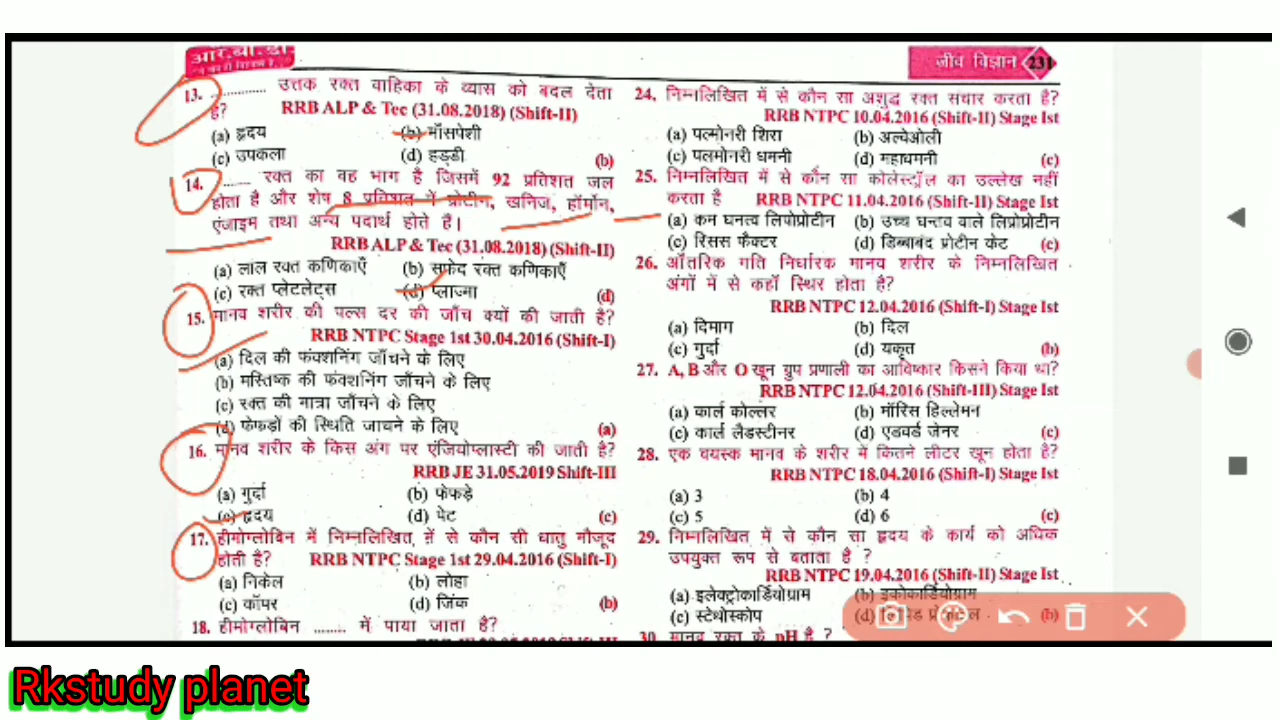 आर.बी.डी
जीव विज्ञान 231
13. ............ उत्तक रक्त वाहिका के व्यास को बदल देता
है? RRB ALP & Tec (31.08.2018) (Shift-II)
(a) हृदय (b) माँसपेशी
(c) उपकला (d) हड्डी (b)
14. ...... रक्त का वह भाग है जिसमें 92 प्रतिशत जल
होता है और शेष 8 प्रतिशत में प्रोटीन, खनिज, हॉर्मोन,
एंजाइम तथा अन्य पदार्थ होते है।
RRB ALP & Tec (31.08.2018) (Shift-II)
(a) लाल रक्त कणिकाएँ (b) सफेद रक्त कणिकाएँ
(c) रक्त प्लेटलेट्स (d) प्लाज्मा (d)
15. मानव शरीर की पल्स दर की जाँच क्यों की जाती है?
RRB NTPC Stage 1st 30.04.2016 (Shift-I)
(a) दिल की फंक्शनिंग जाँचने के लिए
(b) मस्तिष्क की फंक्शनिंग जाँचने के लिए
(c) रक्त की मात्रा जाँचने के लिए
(d) फेफड़ों की स्थिति जाचने के लिए (a)
16. मानव शरीर के किस अंग पर एंजियोप्लास्टी की जाती है?
RRB JE 31.05.2019 Shift-III
(a) गुर्दा (b) फेफड़े
(c) हृदय (d) पेट (c)
17. हीमोग्लोबिन में निम्नलिखित में से कौन सी धातु मौजूद
होती है? RRB NTPC Stage 1st 29.04.2016 (Shift-I)
(a) निकेल (b) लोहा
(c) कॉपर (d) जिंक (b)
18. हीमोग्लोबिन ........ में पाया जाता है?
24. निम्नलिखित में से कौन सा अशुद्ध रक्त संचार करता है?
RRB NTPC 10.04.2016 (Shift-II) Stage Ist
(a) पल्मोनरी शिरा (b) अल्वेओली
(c) पलमोनरी धमनी (d) महाधमनी (c)
25. निम्नलिखित में से कौन सा कोलेस्ट्रॉल का उल्लेख नहीं
करता है RRB NTPC 11.04.2016 (Shift-II) Stage Ist
(a) कन घनत्व लिपोप्रोटीन (b) उच्च घन्तव वाले लिप्रोप्रोटीन
(c) रिसस फैक्टर (d) डिब्बाबंद प्रोटीन केट (c)
26. आँतरिक गति निर्धारक मानव शरीर के निम्नलिखित
अंगों में से कहाँ स्थिर होता है?
RRB NTPC 12.04.2016 (Shift-I) Stage Ist
(a) दिमाग (b) दिल
(c) गुर्दा (d) यकृत (b)
27. A, B और O खून ग्रुप प्रणाली का आविष्कार किसने किया था?
RRB NTPC 12.04.2016 (Shift-III) Stage Ist
(a) कार्ल कोल्लर (b) मॉरिस हिल्लेमन
(c) कार्ल लैडस्टीनर (d) एडवर्ड जेनर (c)
28. एक वयस्क मानव के शरीर में कितने लीटर खून होता है?
RRB NTPC 18.04.2016 (Shift-I) Stage Ist
(a) 3 (b) 4
(c) 5 (d) 6 (c)
29. निम्नलिखित में से कौन सा हृदय के कार्य को अधिक
उपयुक्त रूप से बताता है ?
RRB NTPC 19.04.2016 (Shift-II) Stage Ist
(a) इलेक्ट्रोकार्डियोग्राम (b) इकोकार्डियोग्राम
(c) स्टेथोस्कोप (d) (b)
30. मानव रक्त के pH है ?
Rkstudy planet